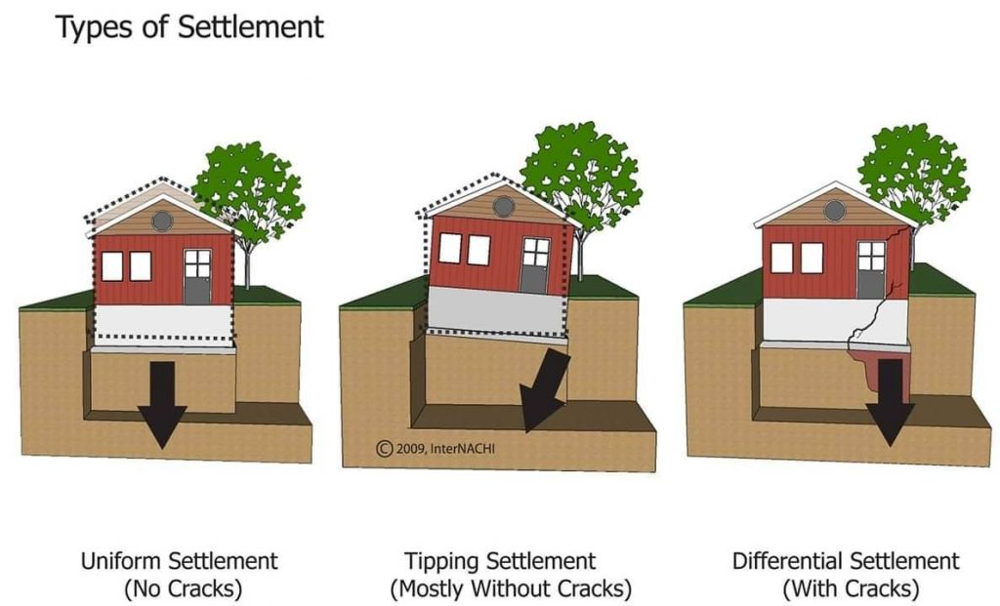 Types of Settlement
© 2009, InterNACHI
Uniform Settlement
(No Cracks)
Tipping Settlement
(Mostly Without Cracks)
Differential Settlement
(With Cracks)